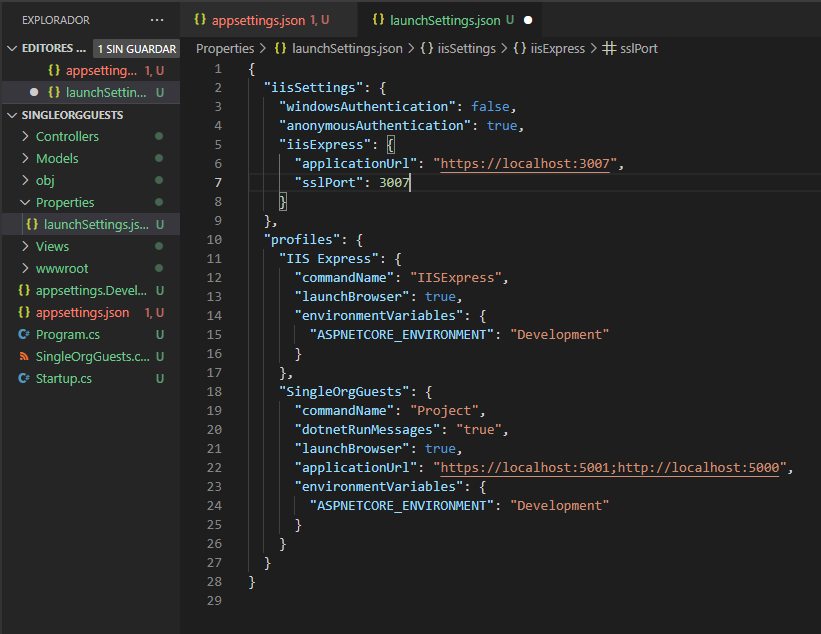 EXPLORADOR ...
EDITORES ... 1 SIN GUARDAR
appsetting... 1, U
launchSettin... U
SINGLEORGGUESTS
Controllers
Models
obj
Properties
launchSettings.js... U
Views
wwwroot
appsettings.Devel... U
appsettings.json 1, U
Program.cs U
SingleOrgGuests.c... U
Startup.cs U
appsettings.json 1, U
launchSettings.json U
Properties > {} launchSettings.json > {} iisSettings > {} iisExpress > sslPort
1 {
2 "iisSettings": {
3 "windowsAuthentication": false,
4 "anonymousAuthentication": true,
5 "iisExpress": {
6 "applicationUrl": "https://localhost:3007",
7 "sslPort": 3007
8 }
9 },
10 "profiles": {
11 "IIS Express": {
12 "commandName": "IISExpress",
13 "launchBrowser": true,
14 "environmentVariables": {
15 "ASPNETCORE_ENVIRONMENT": "Development"
16 }
17 },
18 "SingleOrgGuests": {
19 "commandName": "Project",
20 "dotnetRunMessages": "true",
21 "launchBrowser": true,
22 "applicationUrl": "https://localhost:5001;http://localhost:5000",
23 "environmentVariables": {
24 "ASPNETCORE_ENVIRONMENT": "Development"
25 }
26 }
27 }
28 }
29